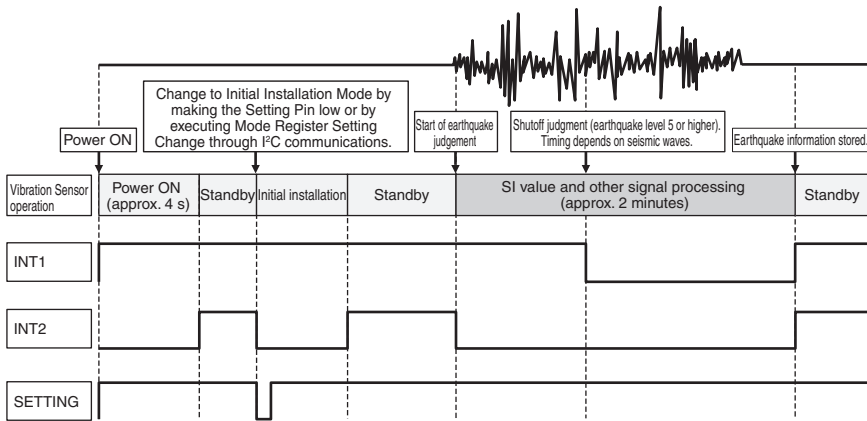 Change to Initial Installation Mode by
making the Setting Pin low or by
executing Mode Register Setting
Change through I²C communications.
Power ON
Start of earthquake
judgement
Shutoff judgment (earthquake level 5 or higher).
Timing depends on seismic waves.
Earthquake information stored.
Vibration Sensor
operation
Power ON
(approx. 4 s)
Standby
Initial installation
Standby
SI value and other signal processing
(approx. 2 minutes)
Standby
INT1
INT2
SETTING